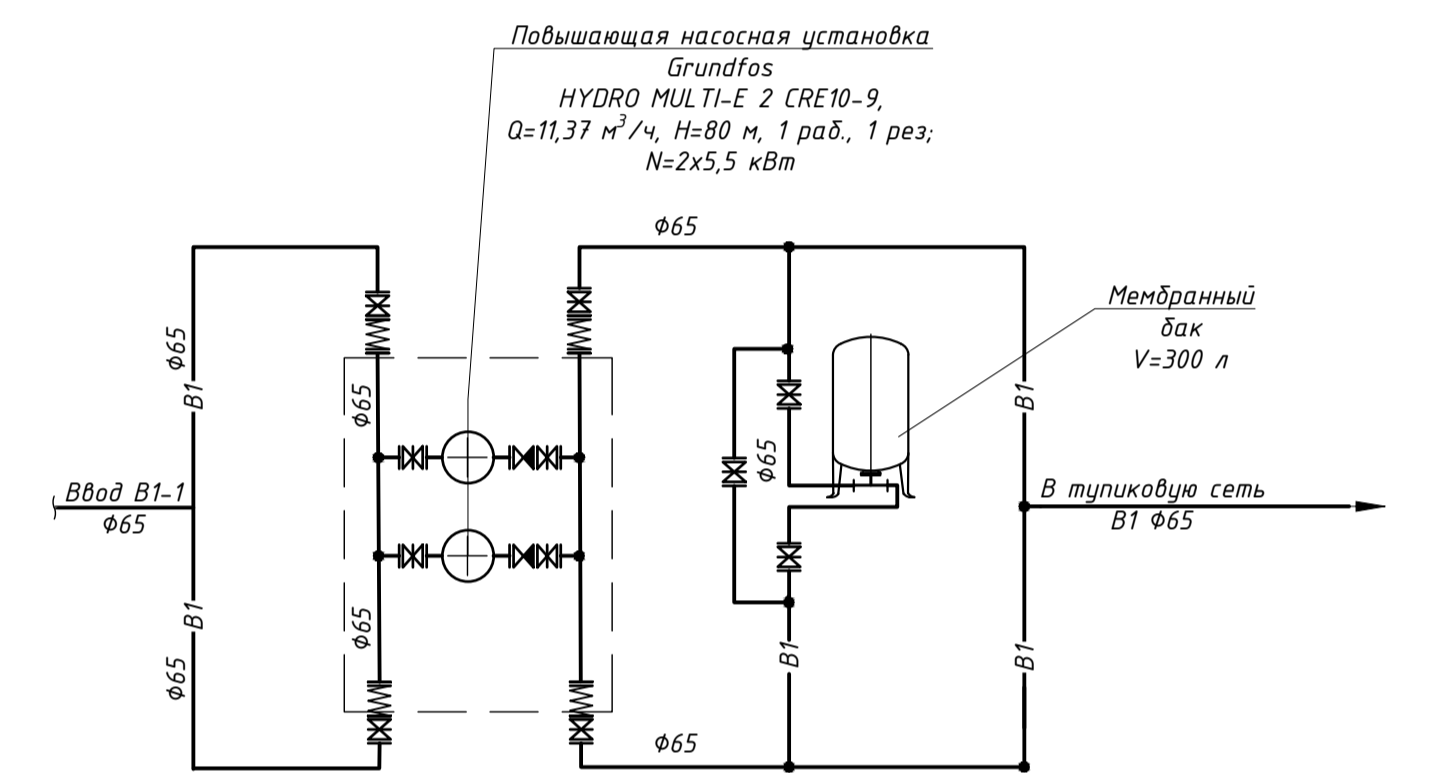 Повышающая насосная установка
Grundfos
HYDRO MULTI-E 2 CRE10-9,
Q=11,37 м³/ч, H=80 м, 1 раб., 1 рез;
N=2х5,5 кВт
Ф65
Мембранный
бак
V=300 л
Ф65
В1
Ф65
В1
Ф65
Ввод В1-1
Ф65
В тупиковую сеть
В1 Ф65
В1
Ф65
Ф65
В1
В1
Ф65